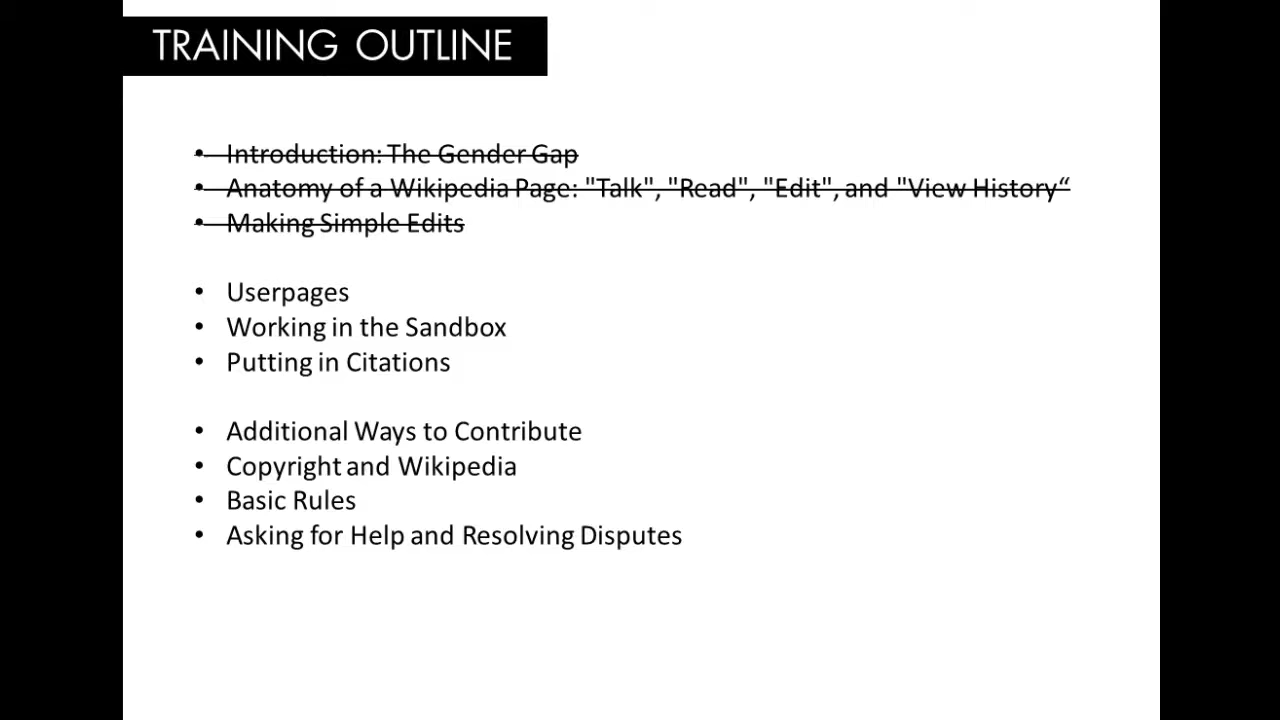 TRAINING OUTLINE
• Introduction: The Gender Gap
• Anatomy of a Wikipedia Page: "Talk", "Read", "Edit", and "View History“
• Making Simple Edits
• Userpages
• Working in the Sandbox
• Putting in Citations
• Additional Ways to Contribute
• Copyright and Wikipedia
• Basic Rules
• Asking for Help and Resolving Disputes